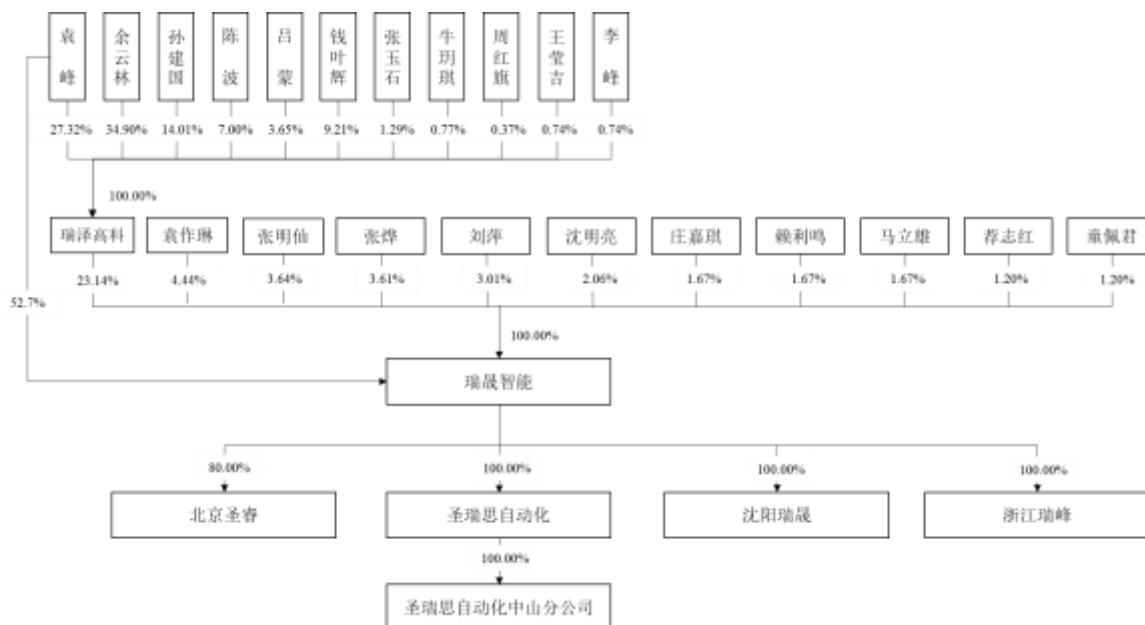 袁峰
余云林
孙建国
陈波
吕蒙
钱叶辉
张玉石
牛玥琪
周红旗
王莹吉
李峰
27.32%
34.90%
14.01%
7.00%
3.65%
9.21%
1.29%
0.77%
0.37%
0.74%
0.74%
100.00%
瑞泽高科
袁作琳
张明仙
张烨
刘萍
沈明亮
庄嘉琪
赖利鸣
马立雄
荐志红
童佩君
23.14%
4.44%
3.64%
3.61%
3.01%
2.06%
1.67%
1.67%
1.67%
1.20%
1.20%
52.7%
100.00%
瑞晟智能
80.00%
100.00%
100.00%
100.00%
北京圣睿
圣瑞思自动化
沈阳瑞晟
浙江瑞峰
100.00%
圣瑞思自动化中山分公司